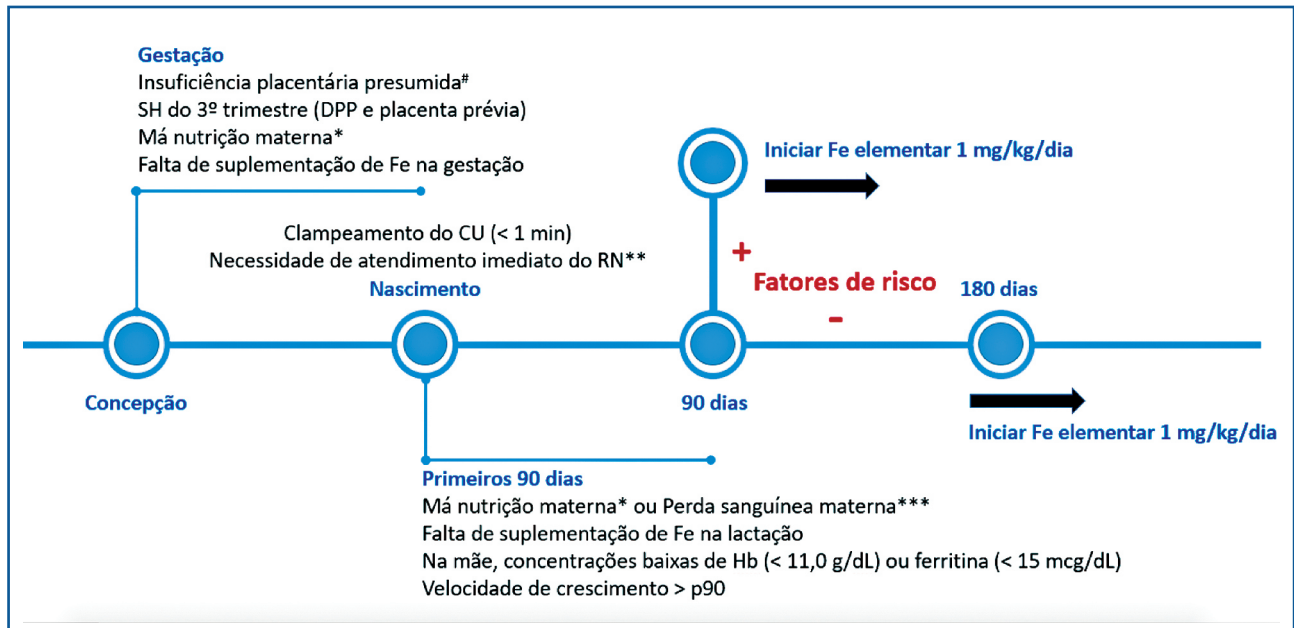 Gestação
Insuficiência placentária presumida#
SH do 3º trimestre (DPP e placenta prévia)
Má nutrição materna*
Falta de suplementação de Fe na gestação
Iniciar Fe elementar 1 mg/kg/dia
Clampeamento do CU (< 1 min)
Necessidade de atendimento imediato do RN**
Nascimento
+
Fatores de risco
-
180 dias
Concepção
90 dias
Iniciar Fe elementar 1 mg/kg/dia
Primeiros 90 dias
Má nutrição materna* ou Perda sanguínea materna***
Falta de suplementação de Fe na lactação
Na mãe, concentrações baixas de Hb (< 11,0 g/dL) ou ferritina (< 15 mcg/dL)
Velocidade de crescimento > p90